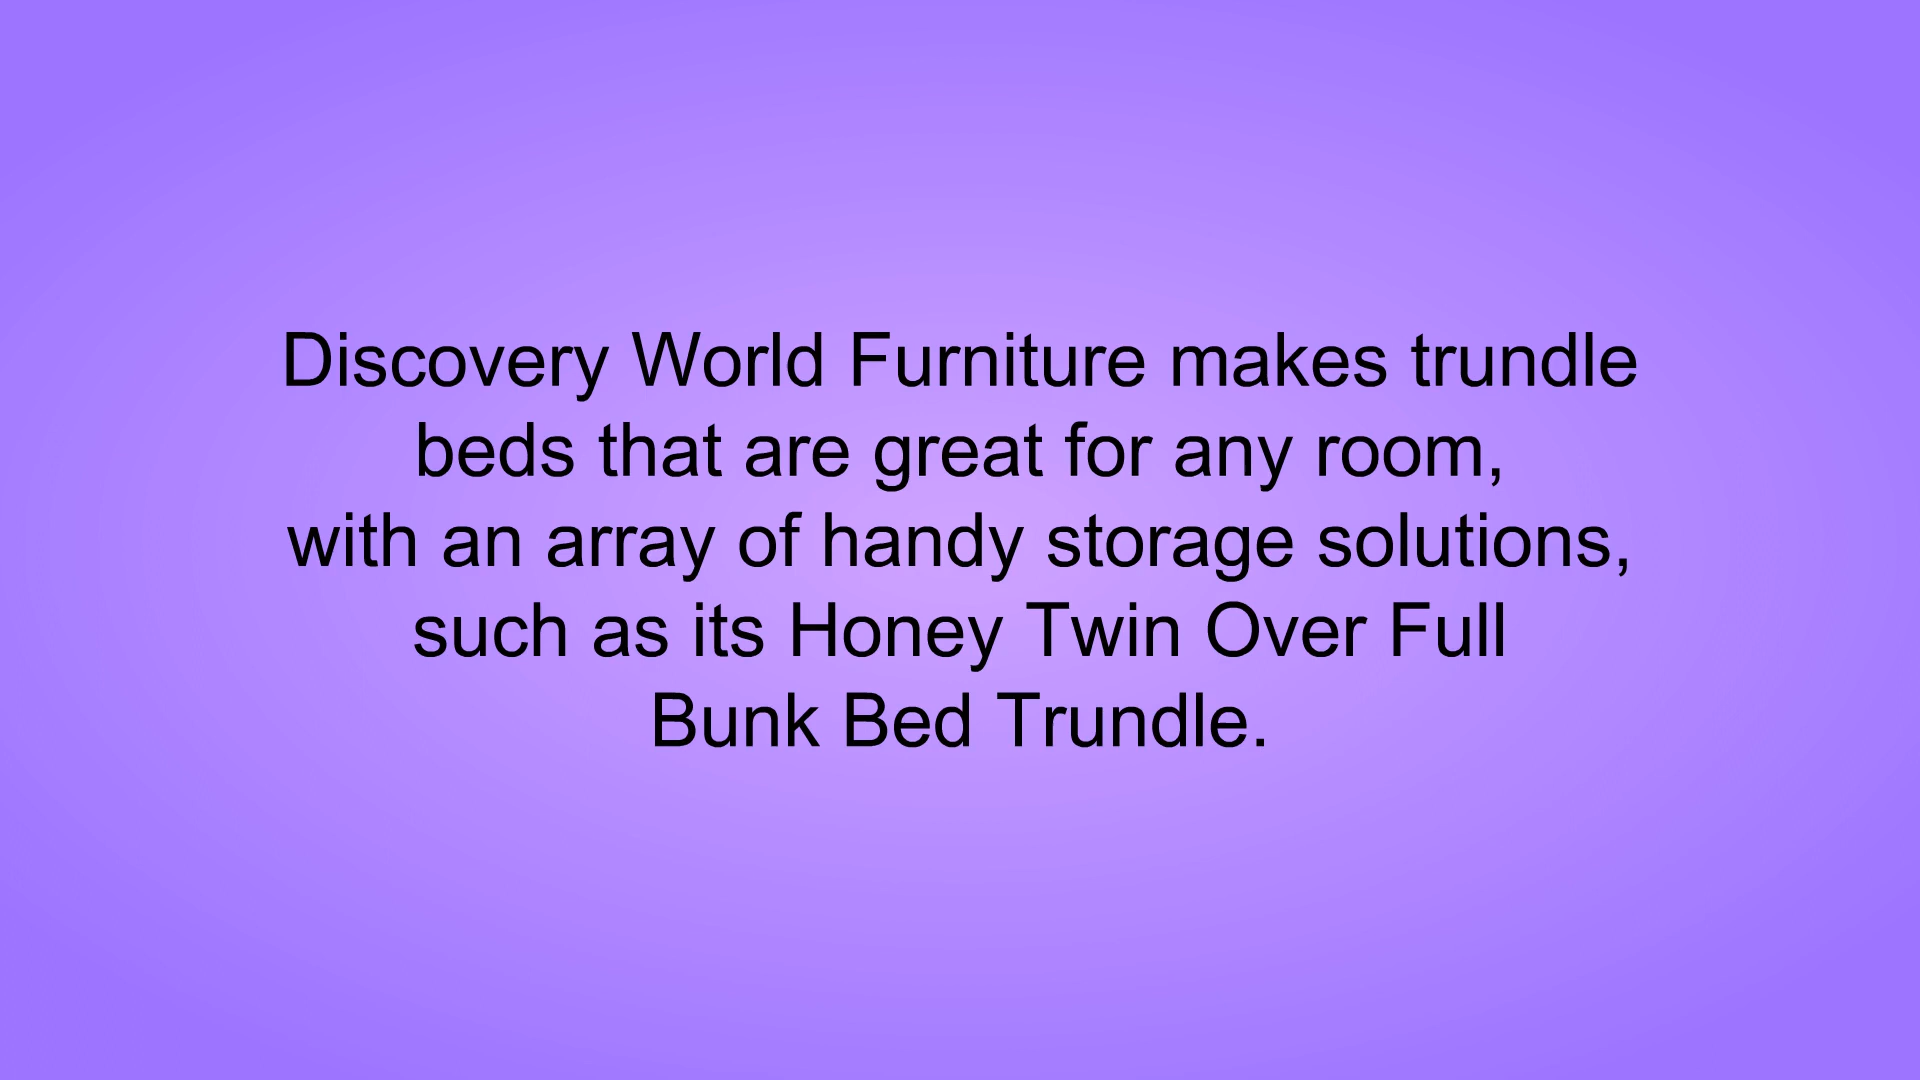 Discovery World Furniture makes trundle
beds that are great for any room,
with an array of handy storage solutions,
such as its Honey Twin Over Full
Bunk Bed Trundle.